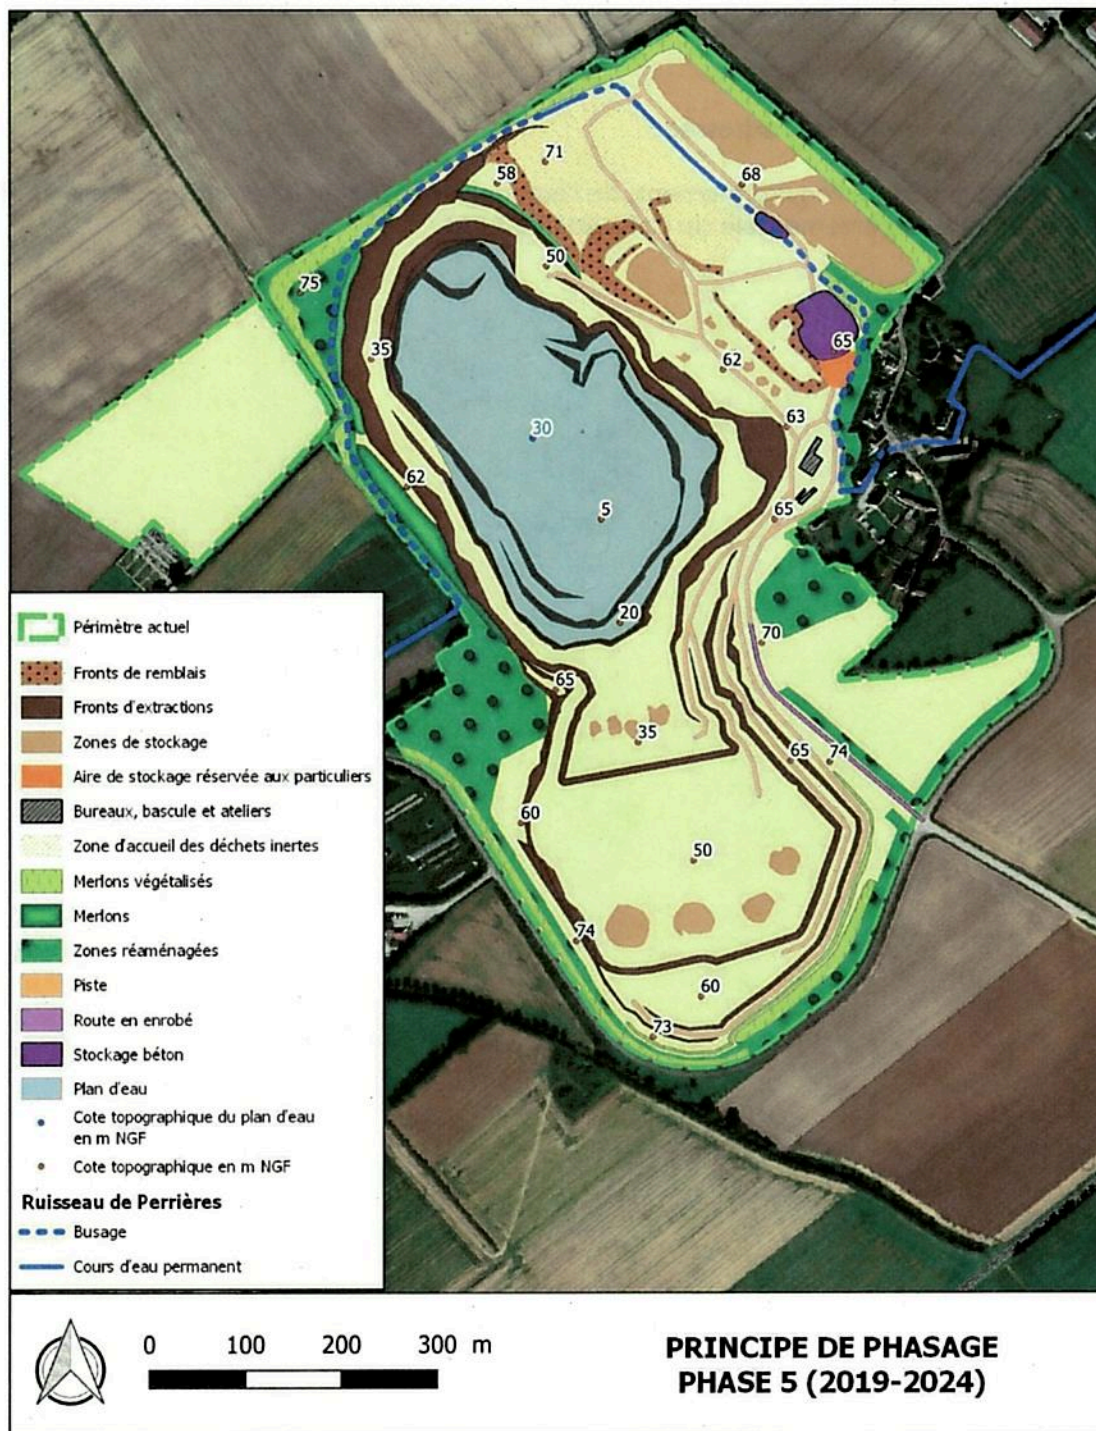 71
58
68
50
75
35
65
62
63
30
62
5
65
20
70
65
35
65
74
60
50
74
60
73
Périmètre actuel
Fronts de remblais
Fronts d'extractions
Zones de stockage
Aire de stockage réservée aux particuliers
Bureaux, bascule et ateliers
Zone d'accueil des déchets inertes
Merlons végétalisés
Merlons
Zones réaménagées
Piste
Route en enrobé
Stockage béton
Plan d'eau
Cote topographique du plan d'eau
en m NGF
Cote topographique en m NGF
Ruisseau de Perrières
Busage
Cours d'eau permanent
0 100 200 300 m
PRINCIPE DE PHASAGE
PHASE 5 (2019-2024)